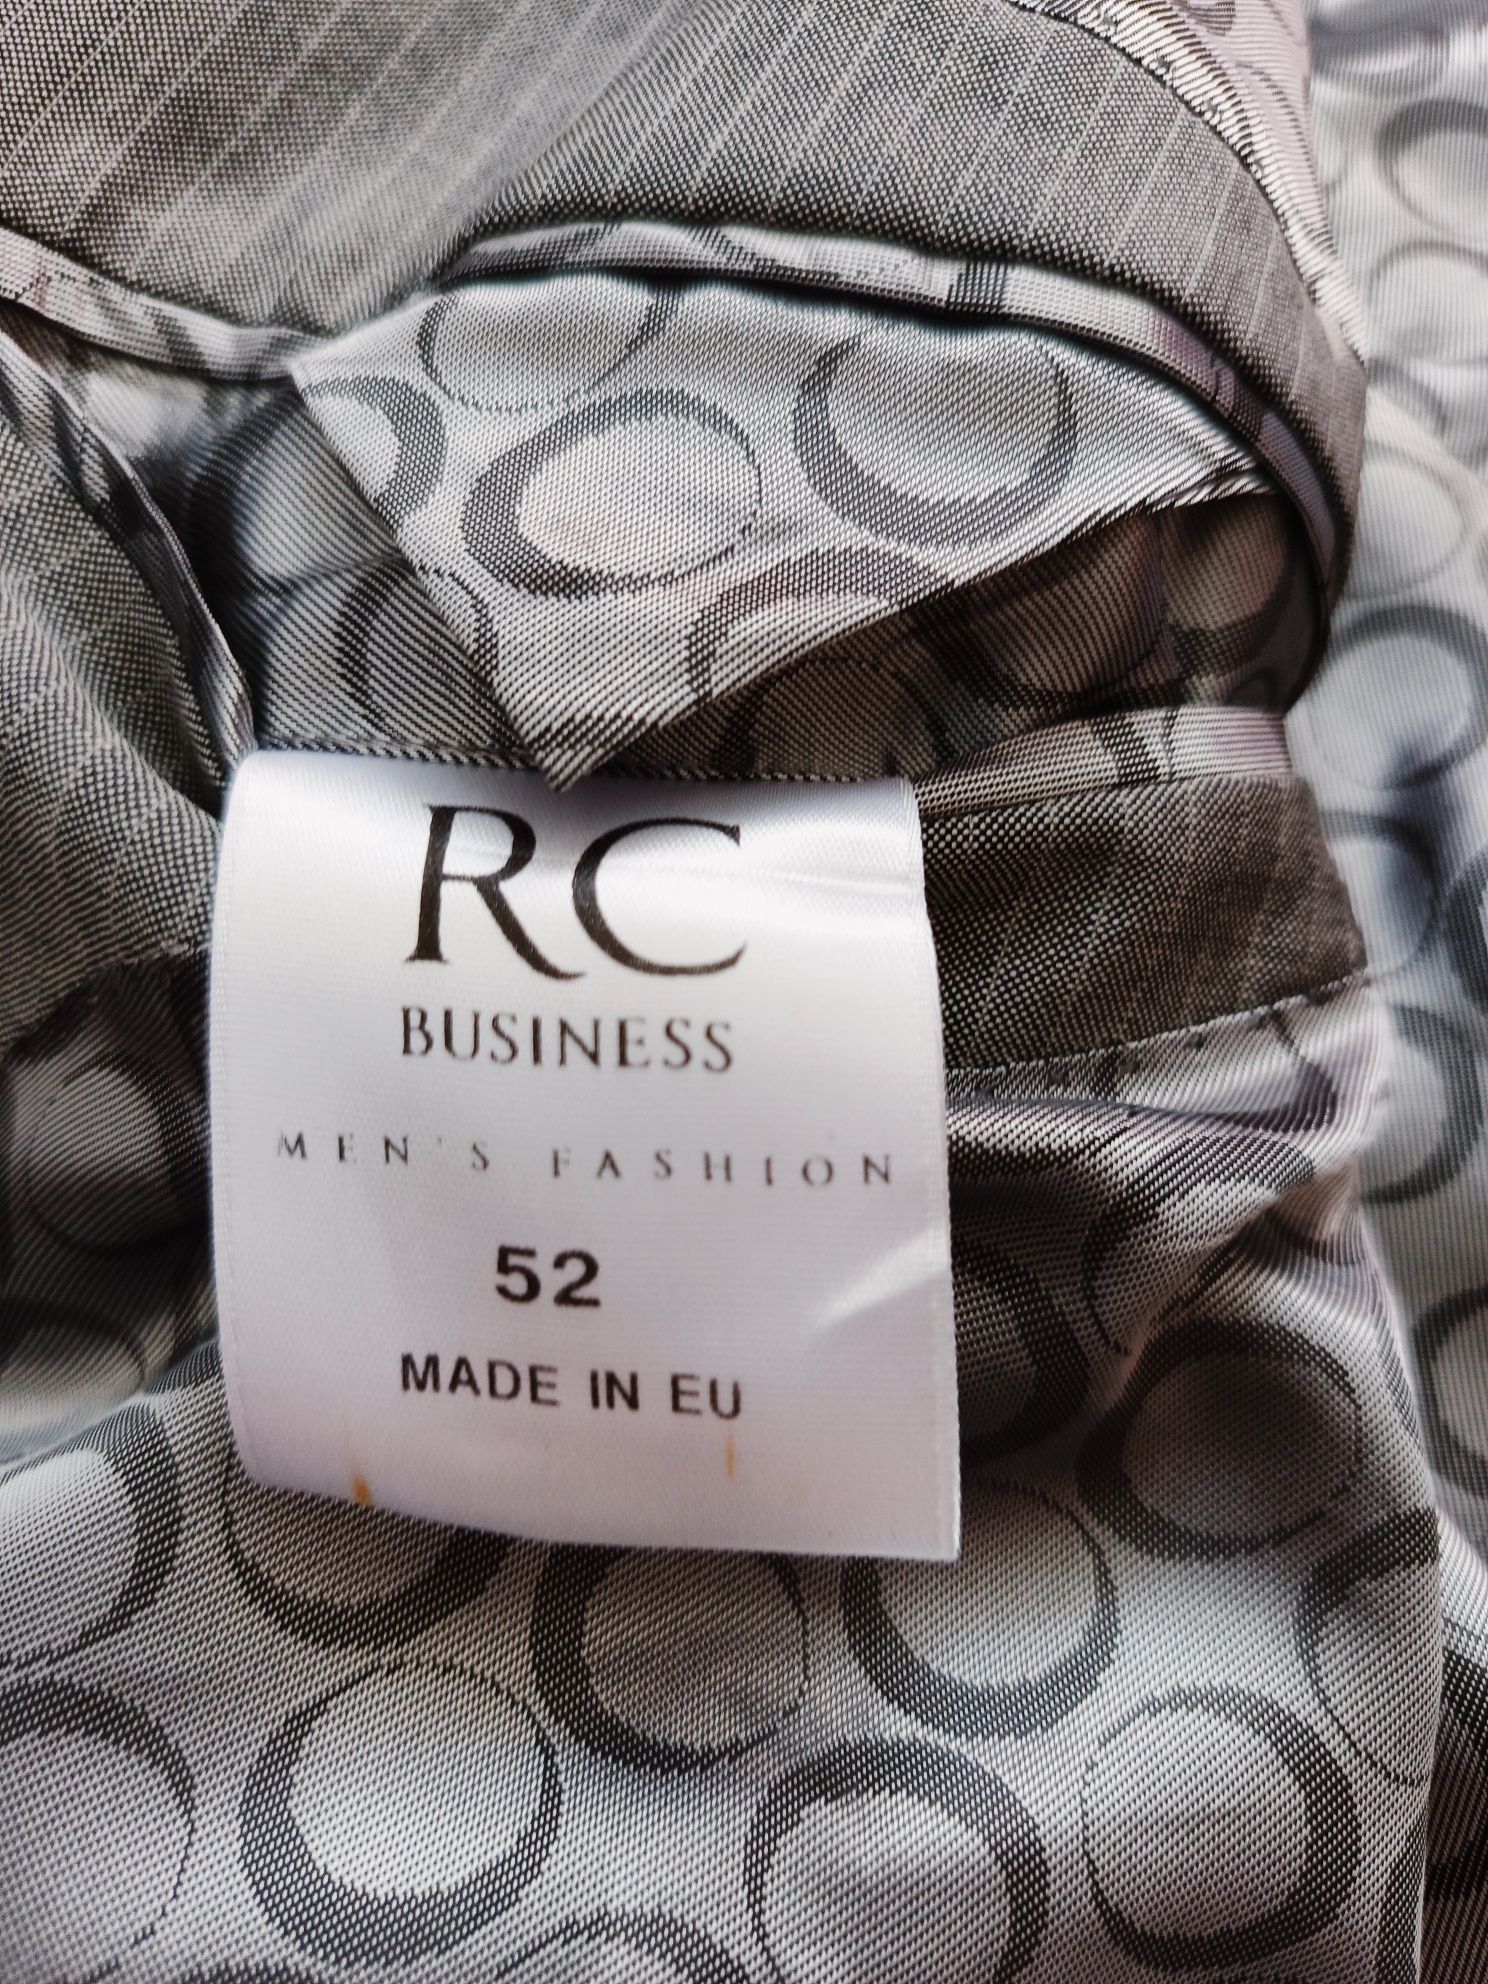 RC
BUSINESS
MEN'S FASHION
52
MADE IN EU